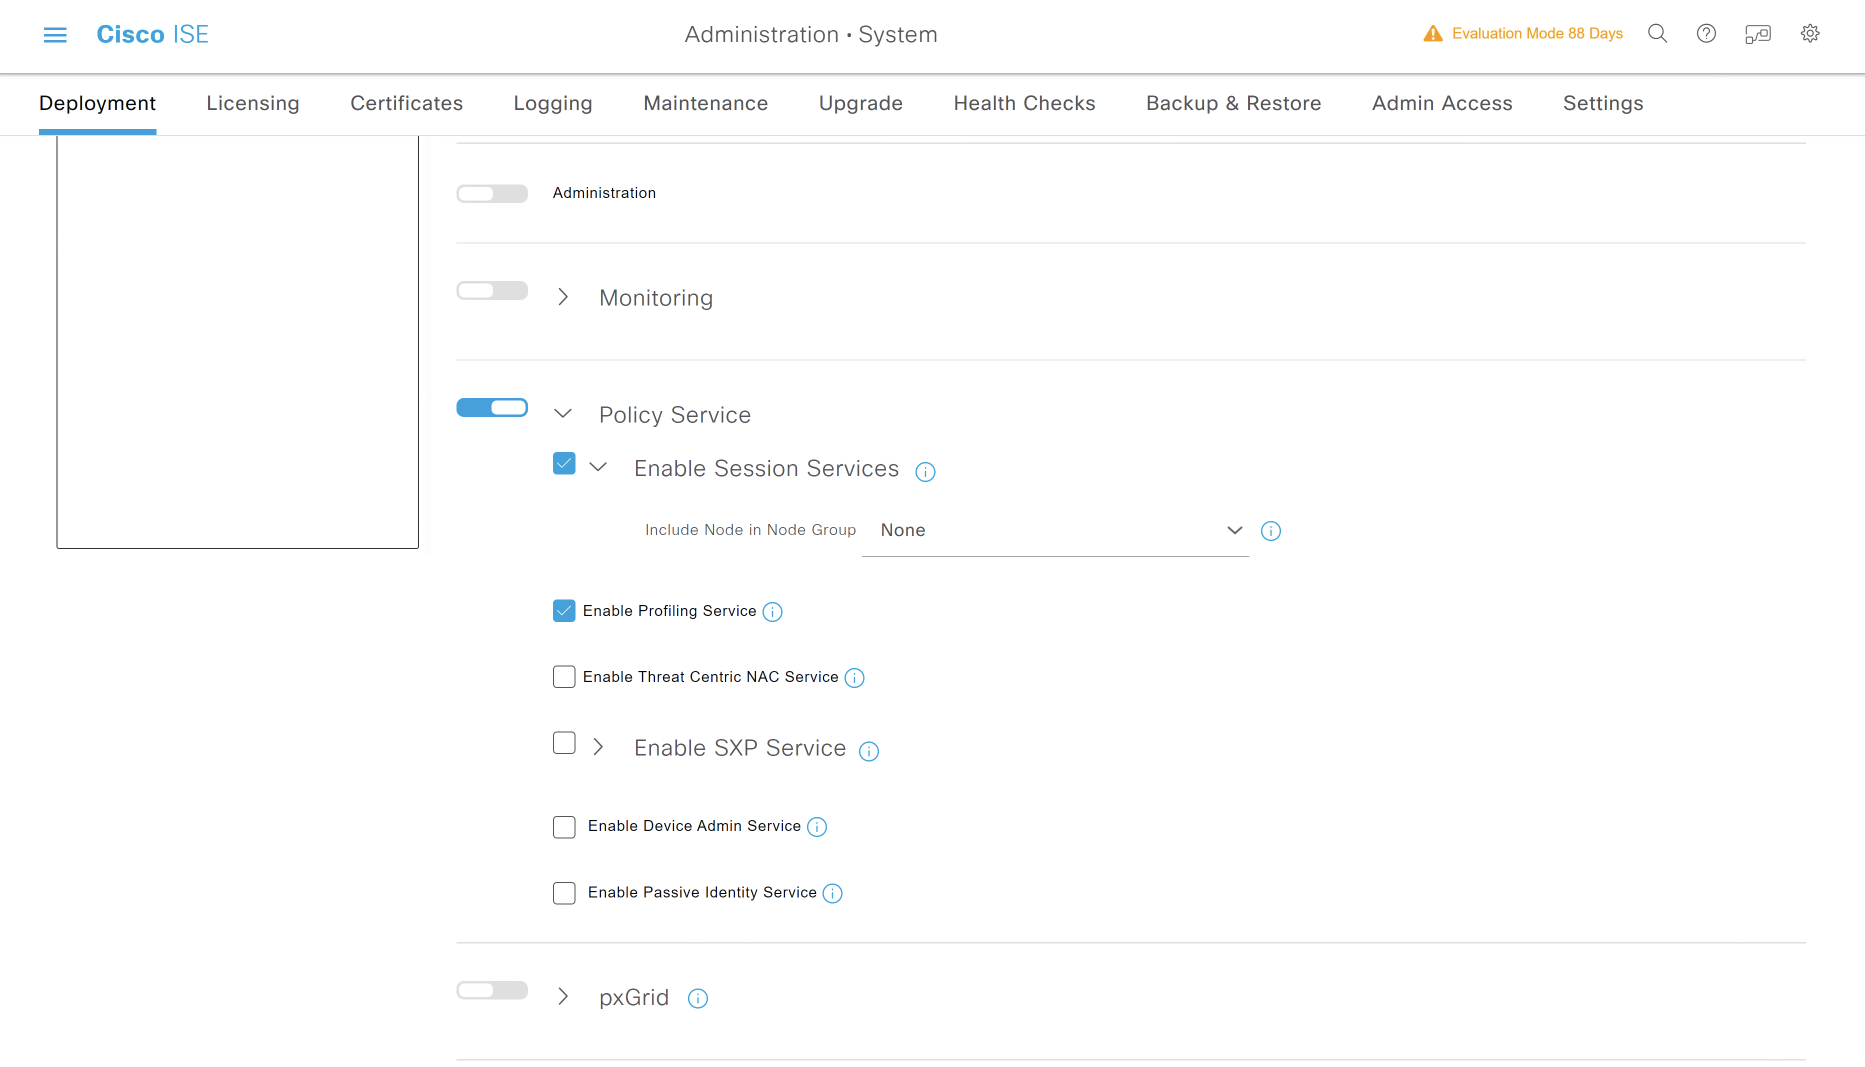 Cisco ISE
Administration • System
Evaluation Mode 88 Days
Deployment
Licensing
Certificates
Logging
Maintenance
Upgrade
Health Checks
Backup & Restore
Admin Access
Settings
Administration
Monitoring
Policy Service
Enable Session Services
Include Node in Node Group None
Enable Profiling Service
Enable Threat Centric NAC Service
Enable SXP Service
Enable Device Admin Service
Enable Passive Identity Service
pxGrid